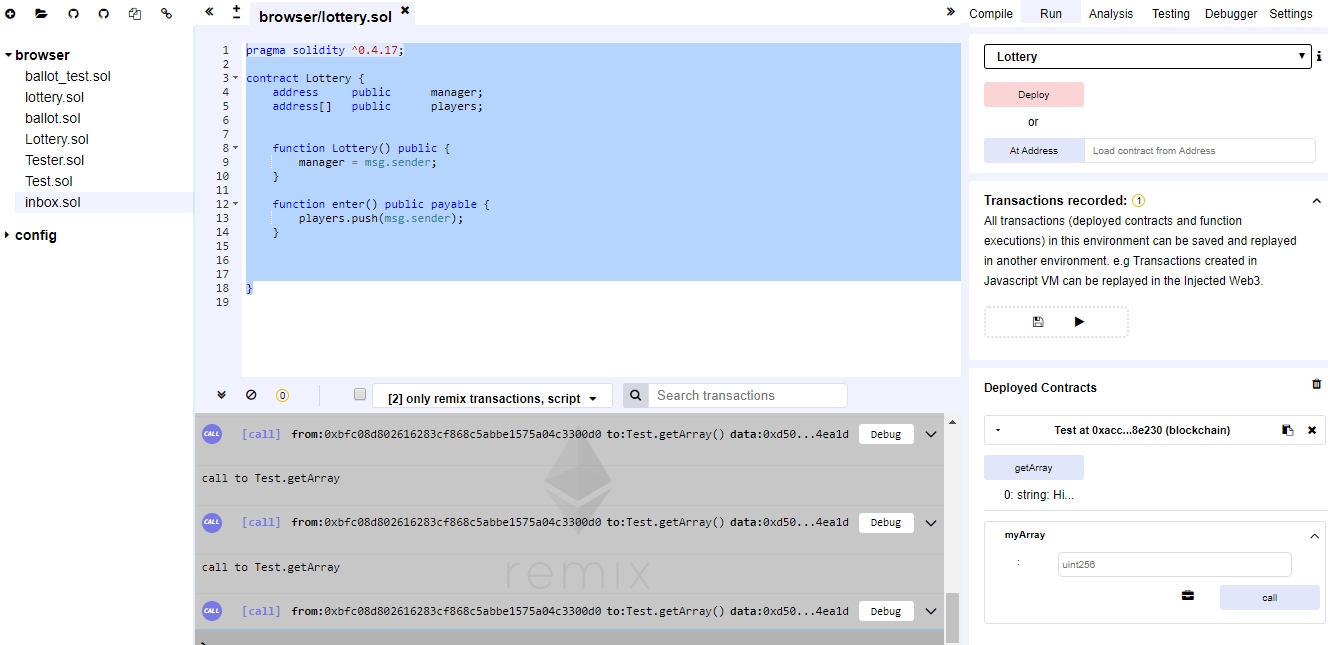 browser/lottery.sol
Compile Run Analysis Testing Debugger Settings
browser
ballot_test.sol
lottery.sol
ballot.sol
Lottery.sol
Tester.sol
Test.sol
inbox.sol
config
1 pragma solidity ^0.4.17;
2
3 contract Lottery {
4 address public manager;
5 address[] public players;
6
7
8 function Lottery() public {
9 manager = msg.sender;
10 }
11
12 function enter() public payable {
13 players.push(msg.sender);
14 }
15
16
17
18 }
19
0
[2] only remix transactions, script
Search transactions
CALL [call] from:0xbfc08d802616283cf868c5abbe1575a04c3300d0 to:Test.getArray() data:0xd50...4ea1d Debug
call to Test.getArray
CALL [call] from:0xbfc08d802616283cf868c5abbe1575a04c3300d0 to:Test.getArray() data:0xd50...4ea1d Debug
call to Test.getArray
remix
CALL [call] from:0xbfc08d802616283cf868c5abbe1575a04c3300d0 to:Test.getArray() data:0xd50...4ea1d Debug
Lottery
Deploy
or
At Address Load contract from Address
Transactions recorded: 1
All transactions (deployed contracts and function
executions) in this environment can be saved and replayed
in another environment. e.g Transactions created in
Javascript VM can be replayed in the Injected Web3.
Deployed Contracts
Test at 0xacc...8e230 (blockchain)
getArray
0: string: Hi...
myArray
: uint256
call